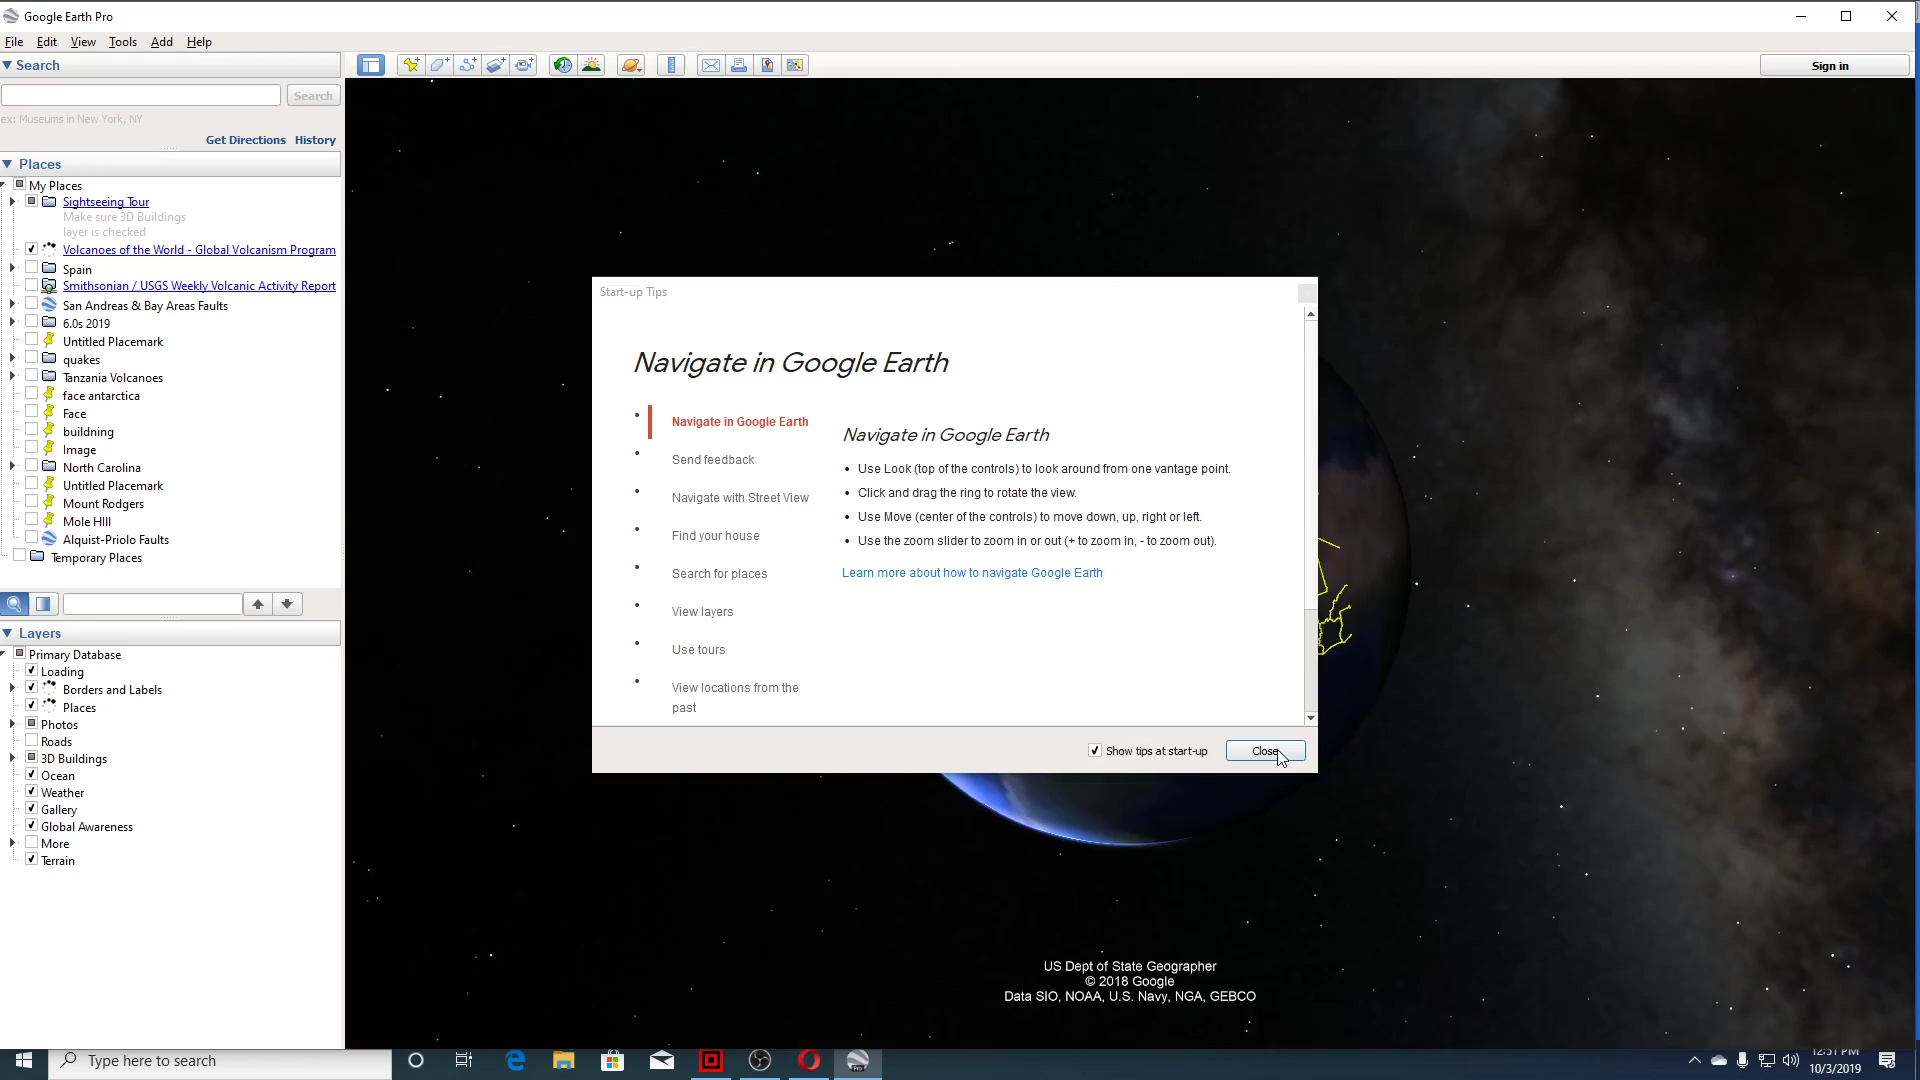 Google Earth Pro
File Edit View Tools Add Help
Search
Sign in
Search
ex: Museums in New York, NY
Get Directions History
Places
My Places
Sightseeing Tour
Make sure 3D Buildings
layer is checked
Volcanoes of the World - Global Volcanism Program
Spain
Smithsonian / USGS Weekly Volcanic Activity Report
San Andreas & Bay Areas Faults
6.0s 2019
Untitled Placemark
quakes
Tanzania Volcanoes
face antarctica
Face
buildning
Image
North Carolina
Untitled Placemark
Mount Rodgers
Mole HIll
Alquist-Priolo Faults
Temporary Places
Layers
Primary Database
Loading
Borders and Labels
Places
Photos
Roads
3D Buildings
Ocean
Weather
Gallery
Global Awareness
More
Terrain
Start-up Tips
Navigate in Google Earth
Navigate in Google Earth
Send feedback
Navigate with Street View
Find your house
Search for places
View layers
Use tours
View locations from the
past
Navigate in Google Earth
• Use Look (top of the controls) to look around from one vantage point.
• Click and drag the ring to rotate the view.
• Use Move (center of the controls) to move down, up, right or left.
• Use the zoom slider to zoom in or out (+ to zoom in, - to zoom out).
Learn more about how to navigate Google Earth
Show tips at start-up
Close
US Dept of State Geographer
© 2018 Google
Data SIO, NOAA, U.S. Navy, NGA, GEBCO
Type here to search
12:51 PM
10/3/2019